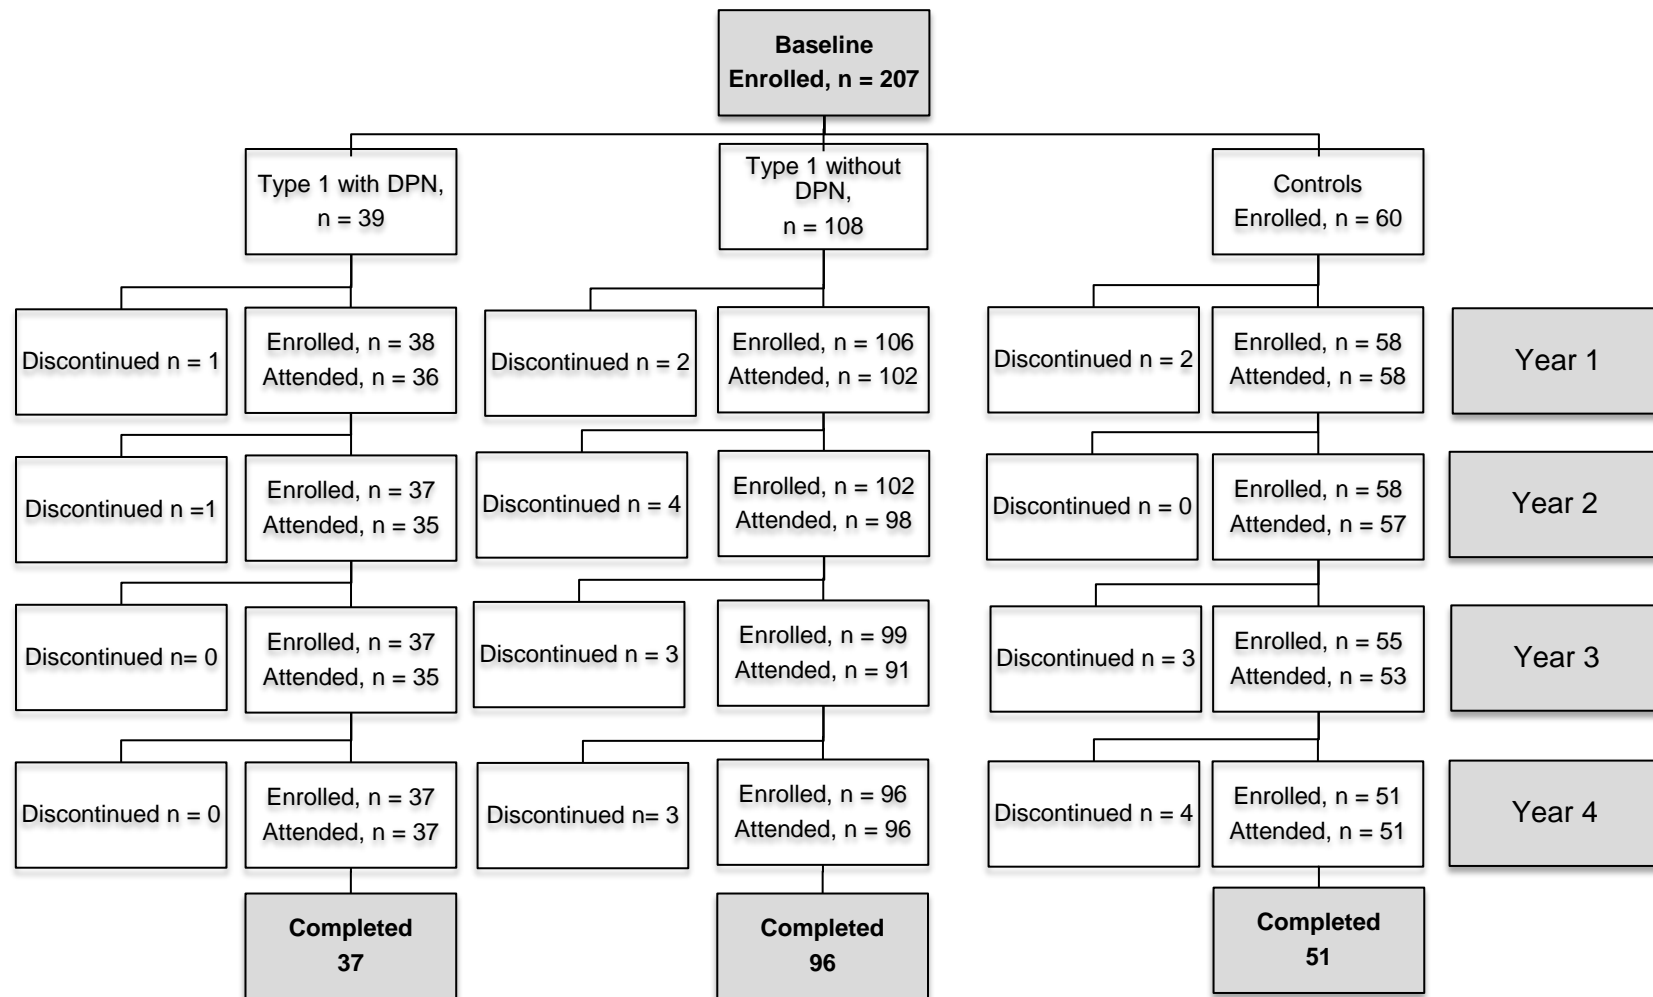 Baseline
Enrolled, n = 207
Type 1 with DPN,
n = 39
Type 1 without
DPN,
n = 108
Controls
Enrolled, n = 60
Discontinued n = 1
Enrolled, n = 38
Attended, n = 36
Discontinued n = 2
Enrolled, n = 106
Attended, n = 102
Discontinued n = 2
Enrolled, n = 58
Attended, n = 58
Year 1
Discontinued n =1
Enrolled, n = 37
Attended, n = 35
Discontinued n = 4
Enrolled, n = 102
Attended, n = 98
Discontinued n = 0
Enrolled, n = 58
Attended, n = 57
Year 2
Discontinued n= 0
Enrolled, n = 37
Attended, n = 35
Discontinued n = 3
Enrolled, n = 99
Attended, n = 91
Discontinued n = 3
Enrolled, n = 55
Attended, n = 53
Year 3
Discontinued n = 0
Enrolled, n = 37
Attended, n = 37
Discontinued n= 3
Enrolled, n = 96
Attended, n = 96
Discontinued n = 4
Enrolled, n = 51
Attended, n = 51
Year 4
Completed
37
Completed
96
Completed
51